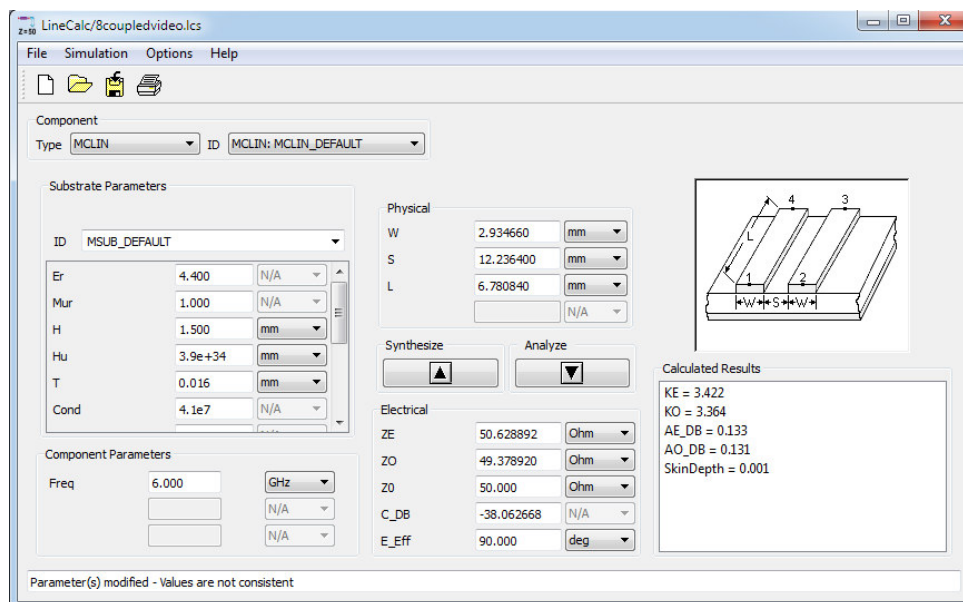 Z=50 LineCalc/8coupledvideo.lcs
File Simulation Options Help
Component
Type MCLIN ID MCLIN: MCLIN_DEFAULT
Substrate Parameters
ID MSUB_DEFAULT
Er 4.400 N/A
Mur 1.000 N/A
H 1.500 mm
Hu 3.9e+34 mm
T 0.016 mm
Cond 4.1e7 N/A
Component Parameters
Freq 6.000 GHz
N/A
N/A
Physical
W 2.934660 mm
S 12.236400 mm
L 6.780840 mm
N/A
Synthesize Analyze
Electrical
ZE 50.628892 Ohm
ZO 49.378920 Ohm
Z0 50.000 Ohm
C_DB -38.062668 N/A
E_Eff 90.000 deg
4 3
L
1 2
W S W
Calculated Results
KE = 3.422
KO = 3.364
AE_DB = 0.133
AO_DB = 0.131
SkinDepth = 0.001
Parameter(s) modified - Values are not consistent